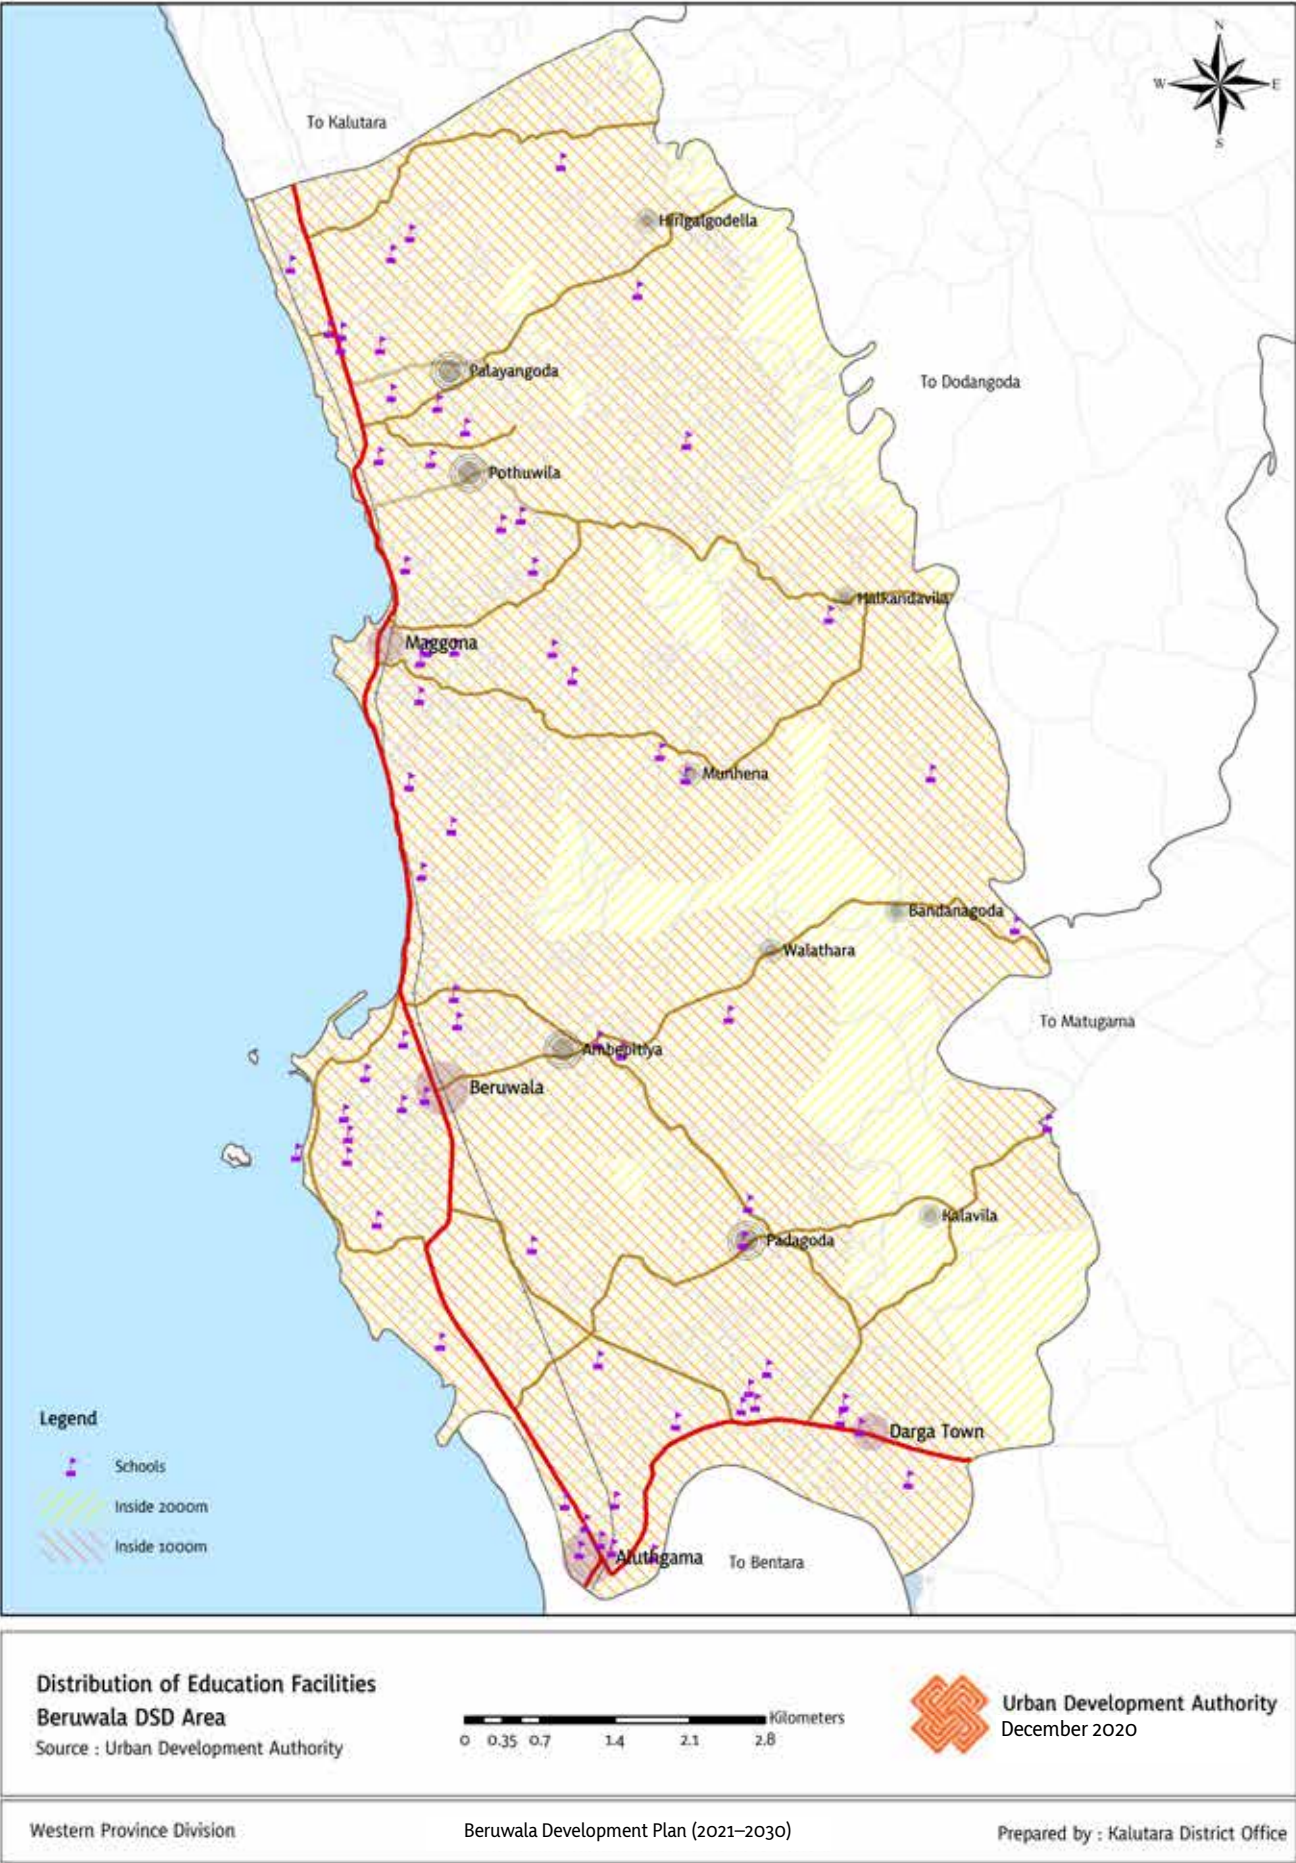 N
W
E
S
To Kalutara
Hirigalgodella
Palayangoda
To Dodangoda
Pothuwila
Malkandavila
Maggona
Munhena
Bandanagoda
Walathara
To Matugama
Ambepitiya
Beruwala
Kalavila
Padagoda
Legend
Schools
Inside 2000m
Inside 1000m
Darga Town
Aluthgama
To Bentara
Distribution of Education Facilities
Beruwala DSD Area
Source : Urban Development Authority
Kilometers
0 0.35 0.7 1.4 2.1 2.8
Urban Development Authority
December 2020
Western Province Division
Beruwala Development Plan (2021–2030)
Prepared by : Kalutara District Office